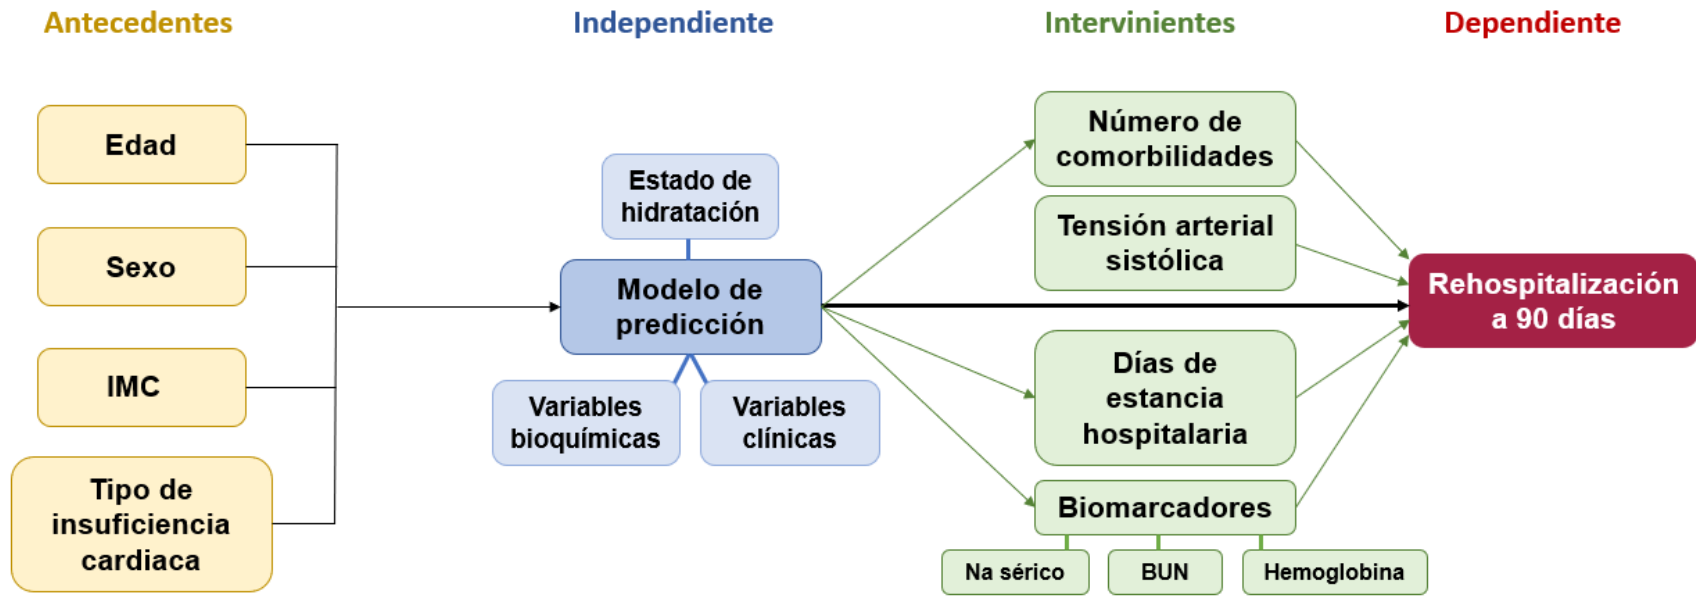 Antecedentes
Independiente
Intervinientes
Dependiente
Edad
Sexo
IMC
Tipo de
insuficiencia
cardiaca
Estado de
hidratación
Modelo de
predicción
Variables
bioquímicas
Variables
clínicas
Número de
comorbilidades
Tensión arterial
sistólica
Días de
estancia
hospitalaria
Biomarcadores
Na sérico
BUN
Hemoglobina
Rehospitalización
a 90 días